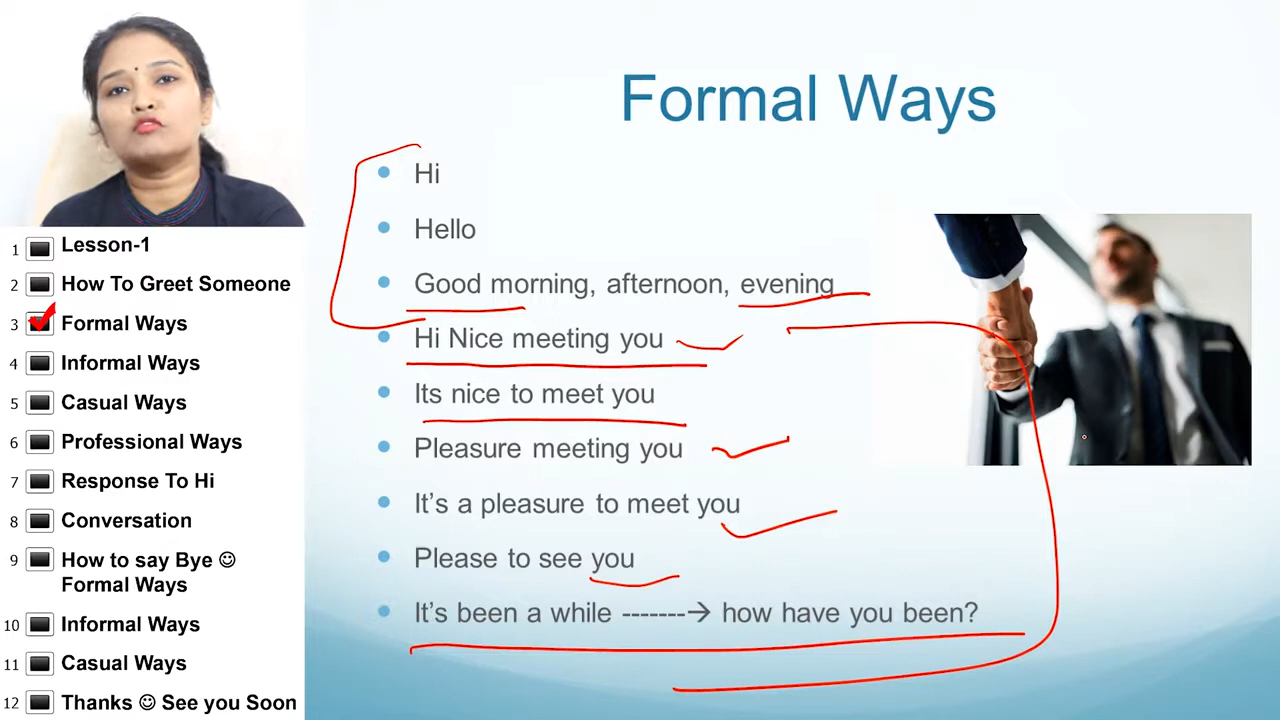 Formal Ways
Hi
Hello
Good morning, afternoon, evening
Hi Nice meeting you
Its nice to meet you
Pleasure meeting you
It's a pleasure to meet you
Please to see you
It's been a while -------→ how have you been?
1 Lesson-1
2 How To Greet Someone
3 Formal Ways
4 Informal Ways
5 Casual Ways
6 Professional Ways
7 Response To Hi
8 Conversation
9 How to say Bye ☺
Formal Ways
10 Informal Ways
11 Casual Ways
12 Thanks ☺ See you Soon